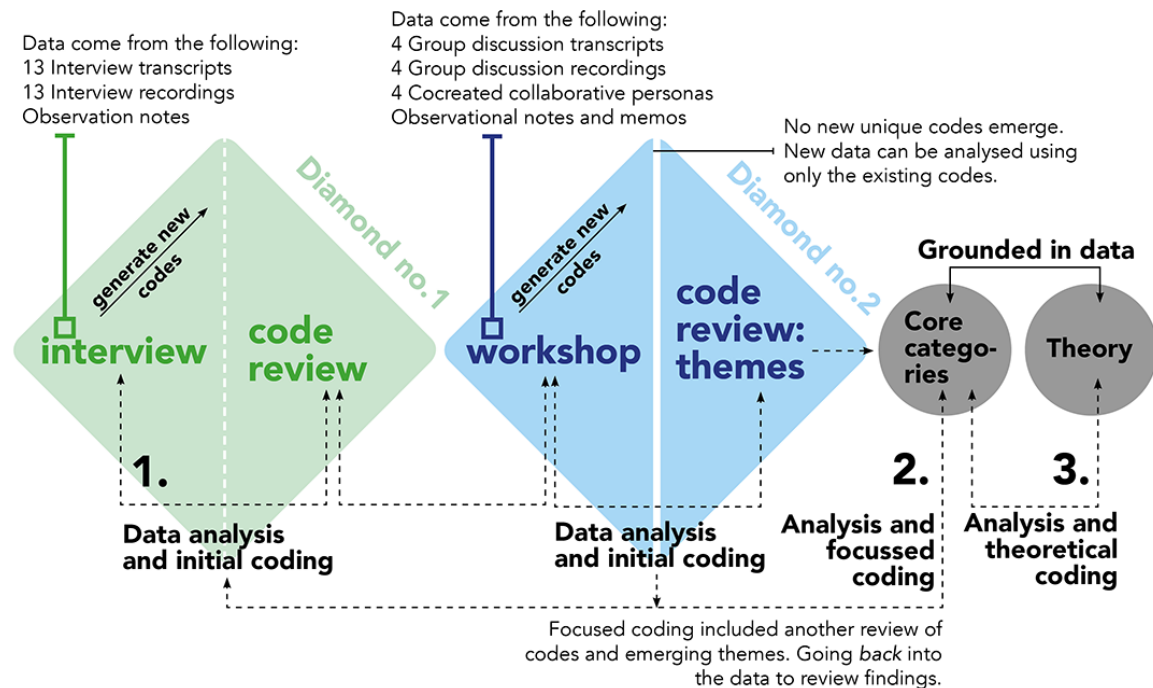 Data come from the following:
13 Interview transcripts
13 Interview recordings
Observation notes
Data come from the following:
4 Group discussion transcripts
4 Group discussion recordings
4 Cocreated collaborative personas
Observational notes and memos
No new unique codes emerge.
New data can be analysed using
only the existing codes.
Diamond no.1
generate new
codes
interview
code
review
Diamond no.2
generate new
codes
workshop
code
review:
themes
Grounded in data
Core
catego-
ries
Theory
1.
Data analysis
and initial coding
Data analysis
and initial coding
2.
Analysis and
focussed
coding
3.
Analysis and
theoretical
coding
Focused coding included another review of
codes and emerging themes. Going back into
the data to review findings.